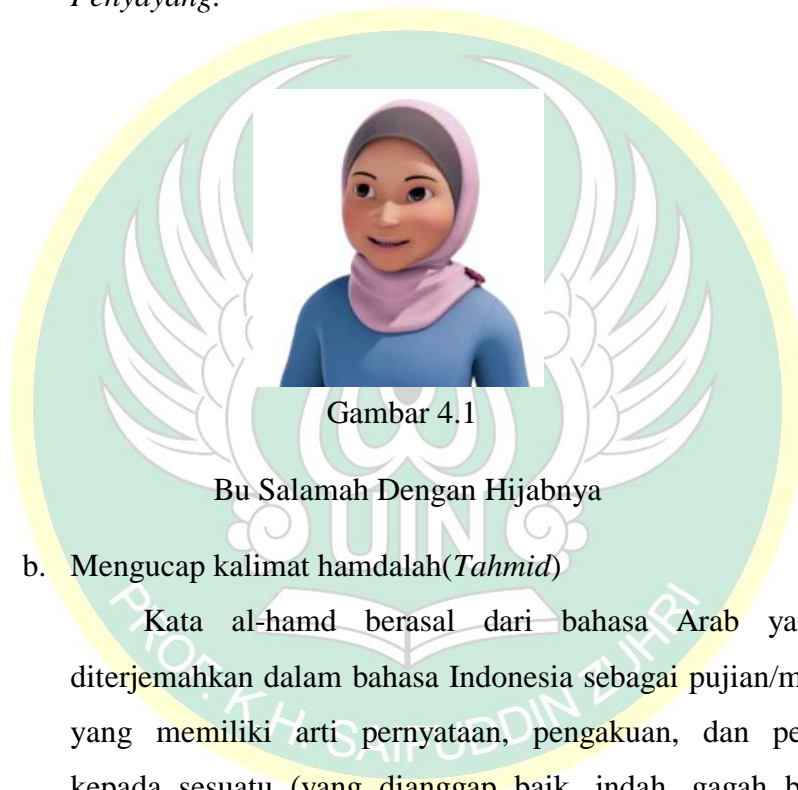 Penyayang.
Gambar 4.1
Bu Salamah Dengan Hijabnya
b. Mengucap kalimat hamdalah(Tahmid)
Kata al-hamd berasal dari bahasa Arab
diterjemahkan dalam bahasa Indonesia sebagai
yang memiliki arti pernyataan, pengakuan, dan
kepada sesuatu (yang dianggap baik, indah, gagah
UIN
PROF. K.H. SAIFUDDIN ZUHRI